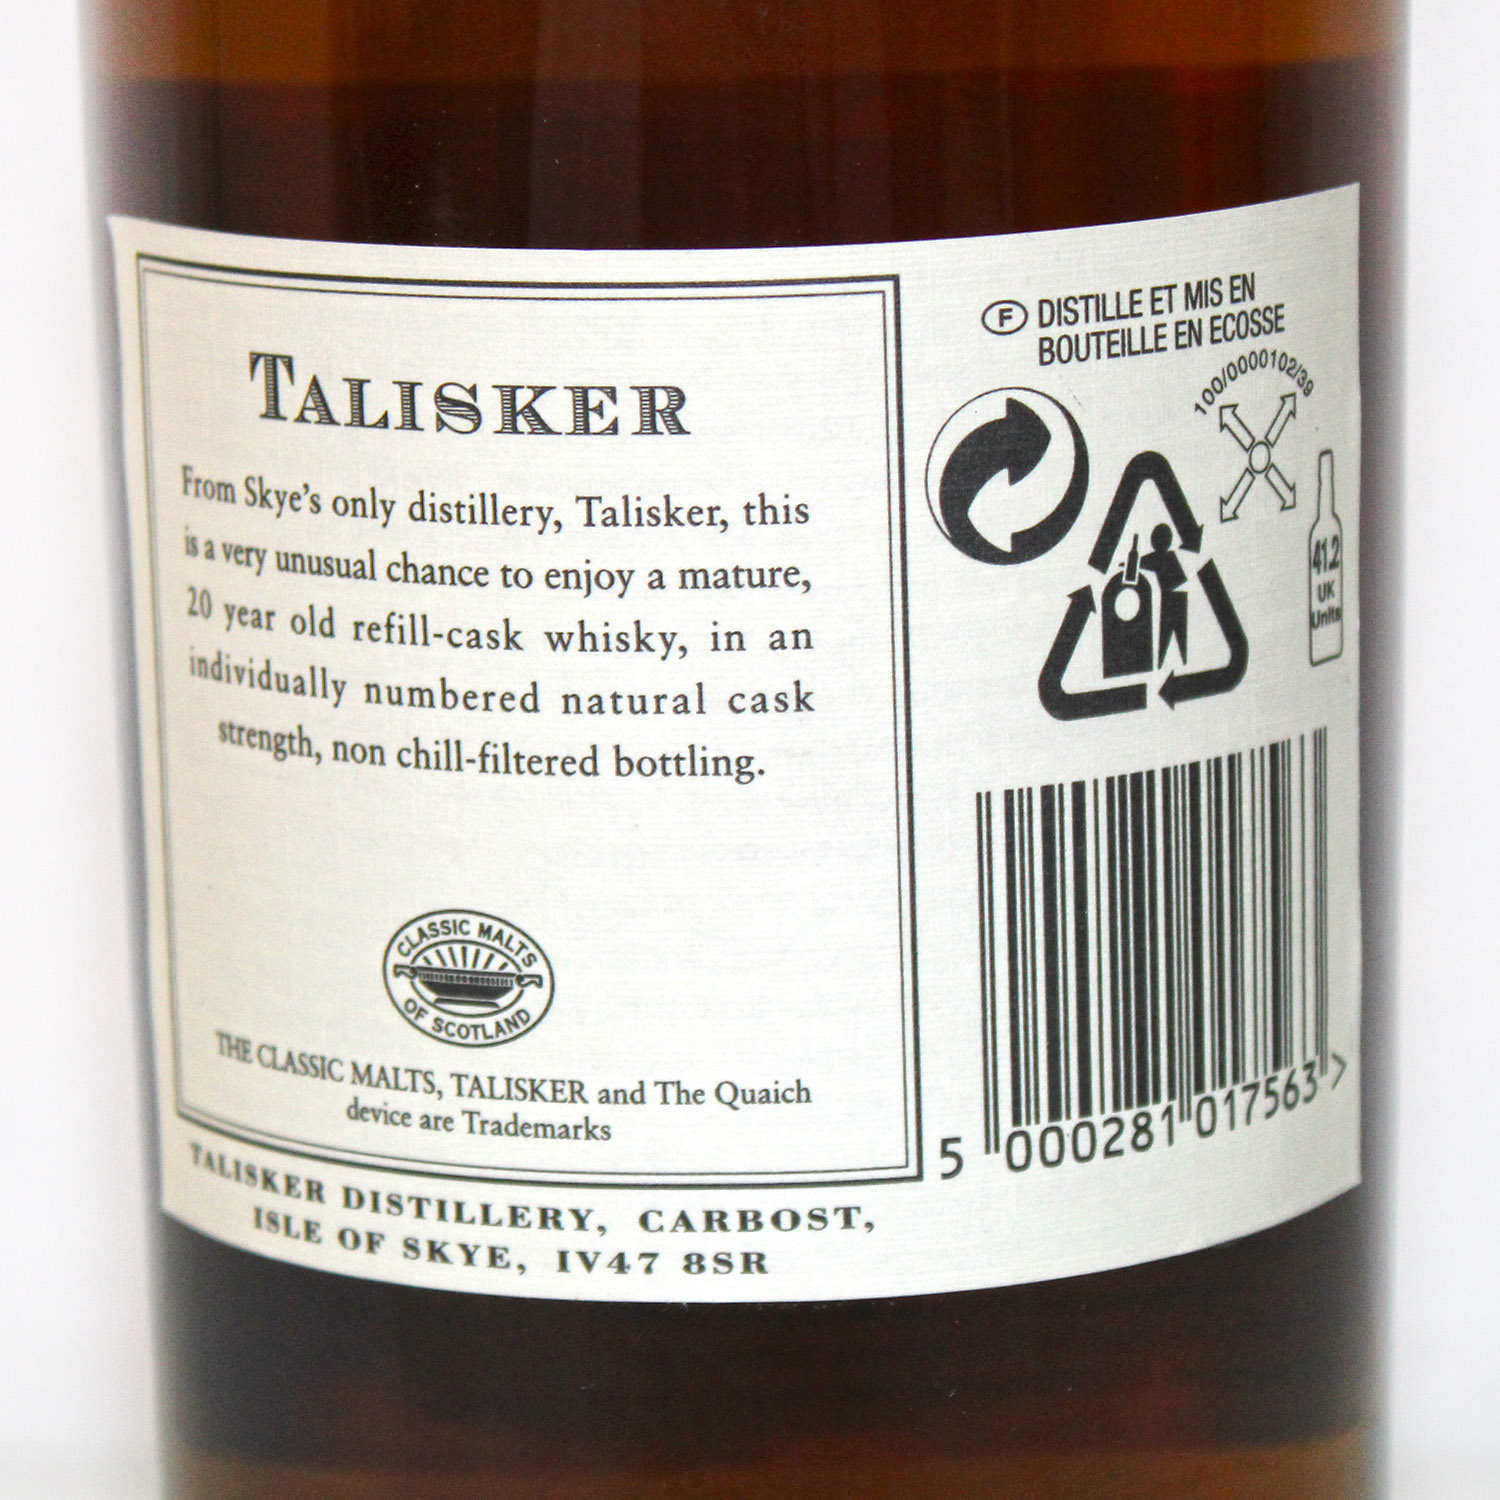 TALISKER
From Skye's only distillery, Talisker, this
is a very unusual chance to enjoy a mature,
20 year old refill-cask whisky, in an
individually numbered natural cask
strength, non chill-filtered bottling.
CLASSIC MALTS
OF SCOTLAND
THE CLASSIC MALTS, TALISKER and The Quaich
device are Trademarks
TALISKER DISTILLERY, CARBOST,
ISLE OF SKYE, IV47 8SR
F DISTILLE ET MIS EN
BOUTEILLE EN ECOSSE
100/0000102/39
41.2
UK
Units
5 000281 017563 >